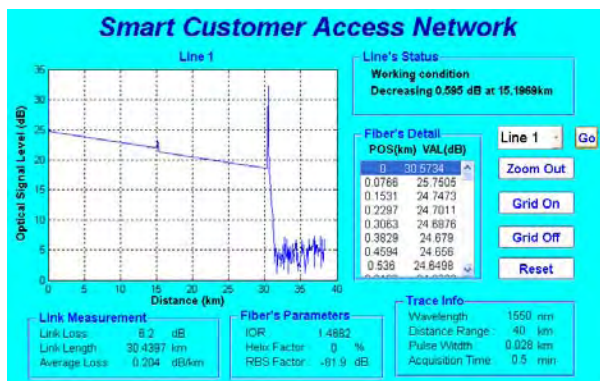 Smart Customer Access Network
Line 1
Optical Signal Level (dB)
35
30
25
20
15
10
5
0
0 5 10 15 20 25 30 35 40
Distance (km)
Line's Status
Working condition
Decreasing 0.595 dB at 15.1969km
Fiber's Detail
POS(km) VAL(dB)
0 30.5734
0.0766 25.7505
0.1531 24.7473
0.2297 24.7011
0.3063 24.6876
0.3829 24.679
0.4594 24.656
0.536 24.6498
Line 1
Go
Zoom Out
Grid On
Grid Off
Reset
Link Measurement
Link Loss 6.2 dB
Link Length 30.4397 km
Average Loss 0.204 dB/km
Fiber's Parameters
IOR 1.4682
Helix Factor 0 %
RBS Factor -81.9 dB
Trace Info
Wavelength 1550 nm
Distance Range 40 km
Pulse Witdth 0.028 km
Acquisition Time 0.5 min